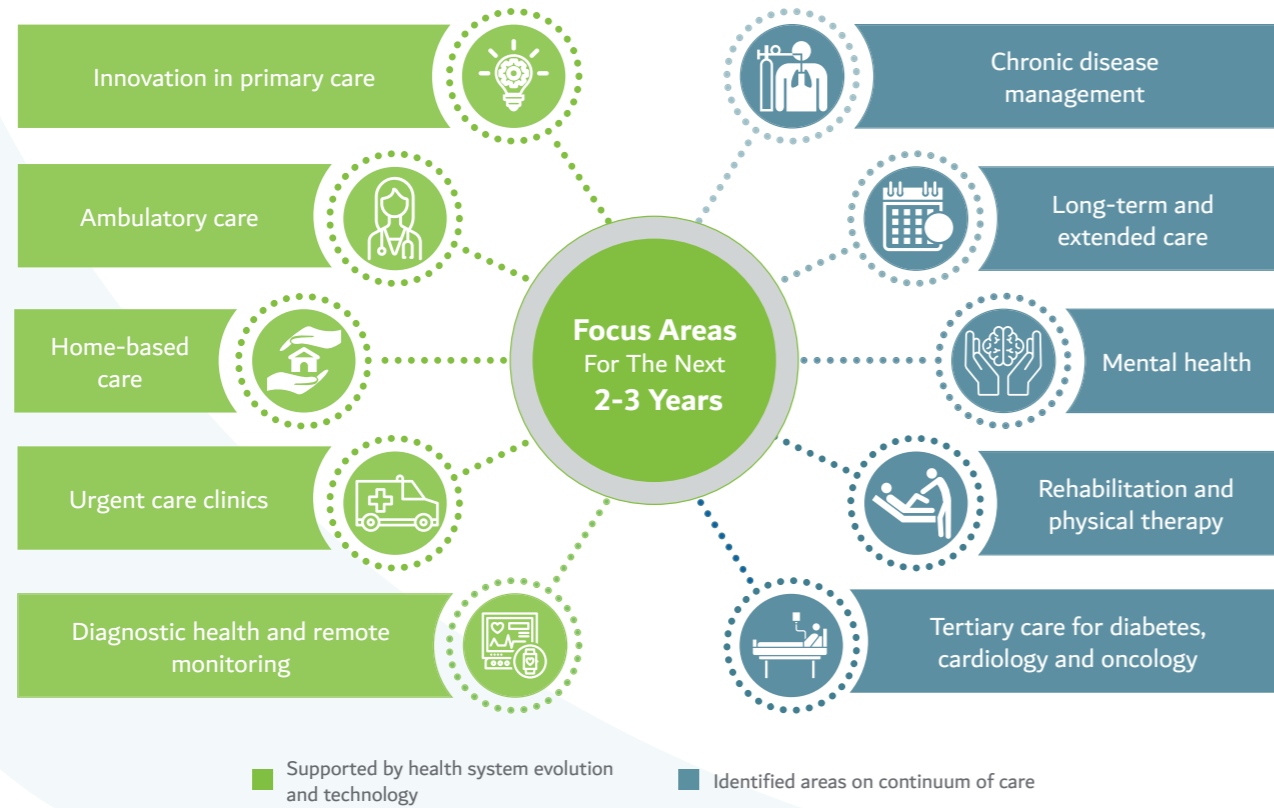 Innovation in primary care
Ambulatory care
Home-based
care
Urgent care clinics
Diagnostic health and remote
monitoring
Focus Areas
For The Next
2-3 Years
Chronic disease
management
Long-term and
extended care
Mental health
Rehabilitation and
physical therapy
Tertiary care for diabetes,
cardiology and oncology
Supported by health system evolution
and technology
Identified areas on continuum of care